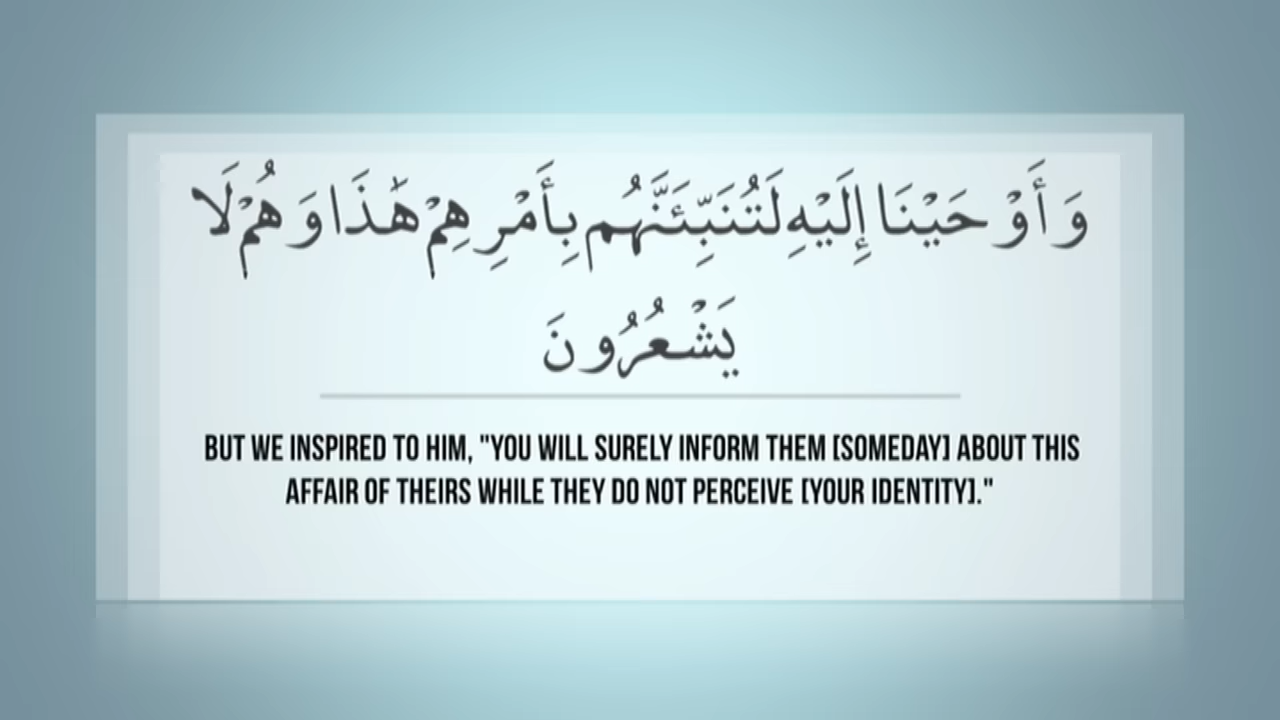 وَأَوْحَيْنَا إِلَيْهِ لَتُنَبِّئَنَّهُم بِأَمْرِهِمْ هَٰذَا وَهُمْ لَا
يَشْعُرُونَ
BUT WE INSPIRED TO HIM, "YOU WILL SURELY INFORM THEM [SOMEDAY] ABOUT THIS
AFFAIR OF THEIRS WHILE THEY DO NOT PERCEIVE [YOUR IDENTITY]."